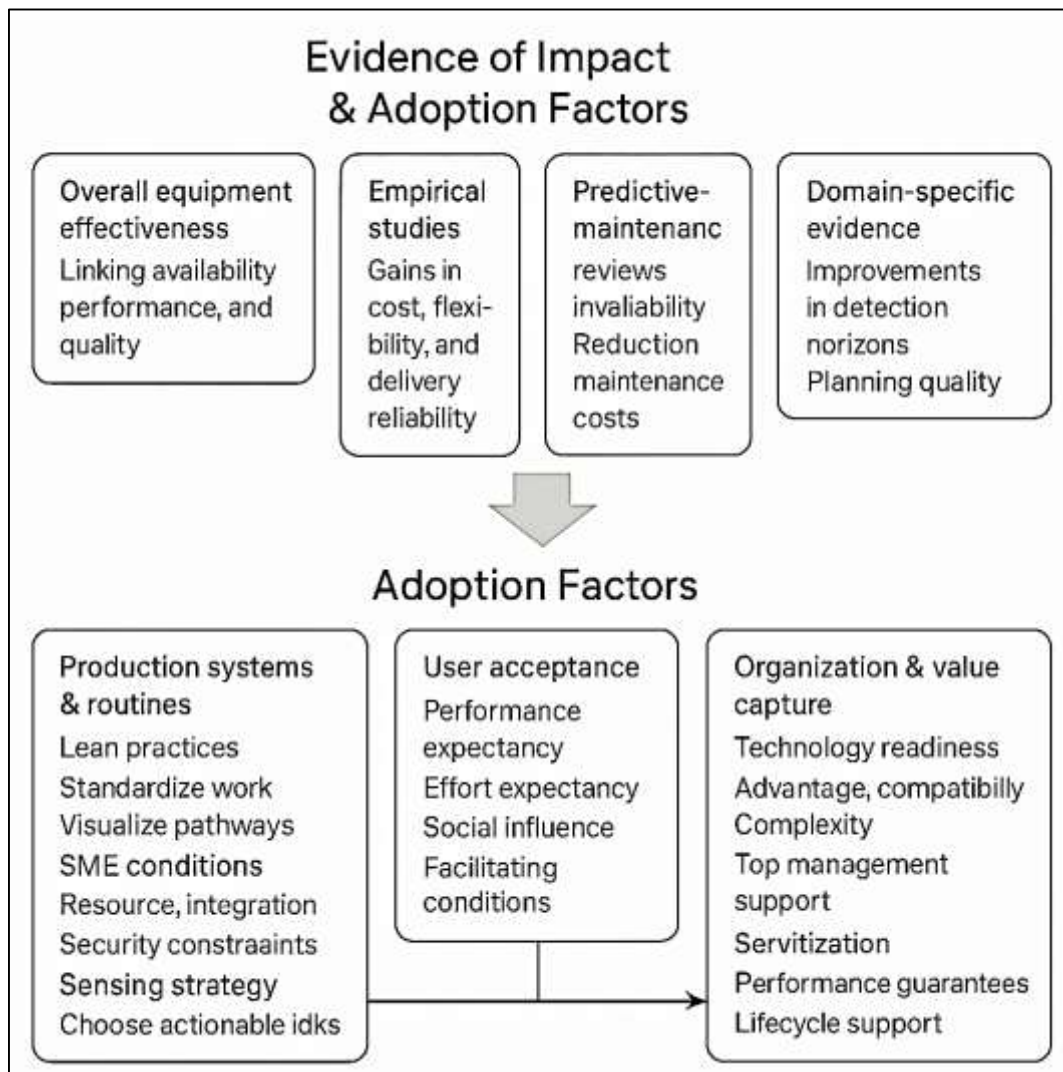 Evidence of Impact
& Adoption Factors
Overall equipment
effectiveness
Linking availability
performance, and
quality
Empirical
studies
Gains in
cost, flexi-
bility, and
delivery
reliability
Predictive-
maintenanc
reviews
invaliability
Reduction
maintenance
costs
Domain-specific
evidence
Improvements
in detection
norizons
Planning quality
Adoption Factors
Production systems
& routines
Lean practices
Standardize work
Visualize pathways
SME conditions
Resource, integration
Security constraaints
Sensing strategy
Choose actionable idks
User acceptance
Performance
expectancy
Effort expectancy
Social influence
Facilitating
conditions
Organization & value
capture
Technology readiness
Advantage, compatibilly
Complexity
Top management
support
Servitization
Performance guarantees
Lifecycle support